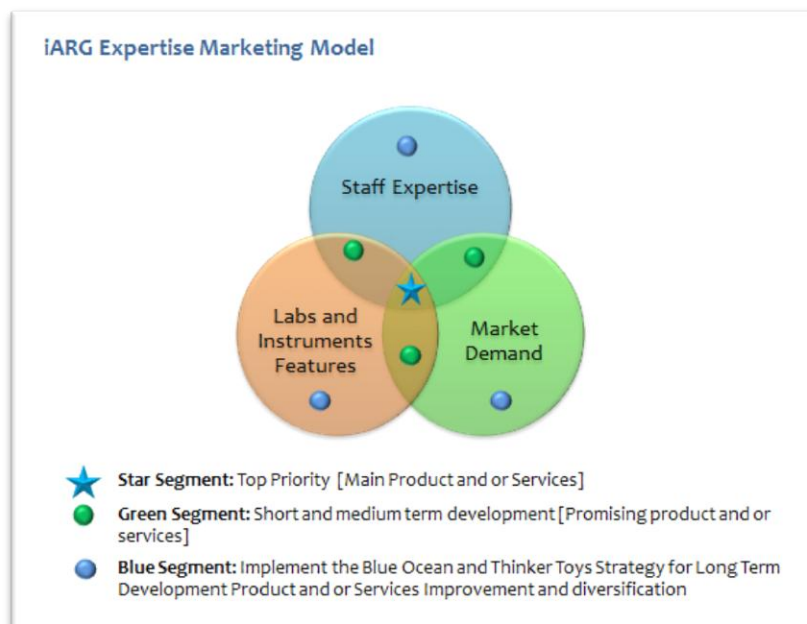 iARG Expertise Marketing Model
Staff Expertise
Labs and
Instruments
Features
Market
Demand
Star Segment: Top Priority [Main Product and or Services]
Green Segment: Short and medium term development [Promising product and or
services]
Blue Segment: Implement the Blue Ocean and Thinker Toys Strategy for Long Term
Development Product and or Services Improvement and diversification